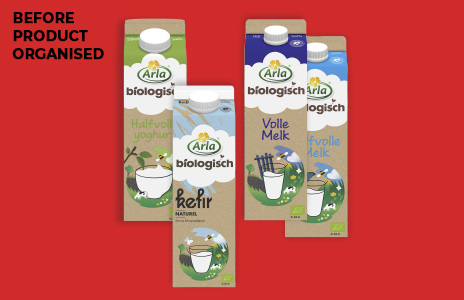 BEFORE
PRODUCT
ORGANISED
Arla
biologisch
Halfvolle
yoghurt
Arla
biologisch
kefir
NATUREL
Arla
biologisch
Volle
Melk
Arla
biologisch
Halfvolle
Melk